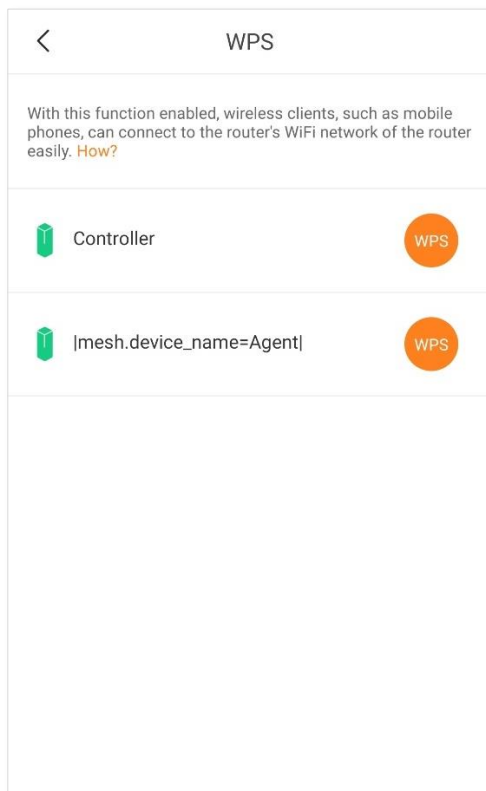 WPS
With this function enabled, wireless clients, such as mobile
phones, can connect to the router's WiFi network of the router
easily. How?
Controller
WPS
|mesh.device_name=Agent|
WPS